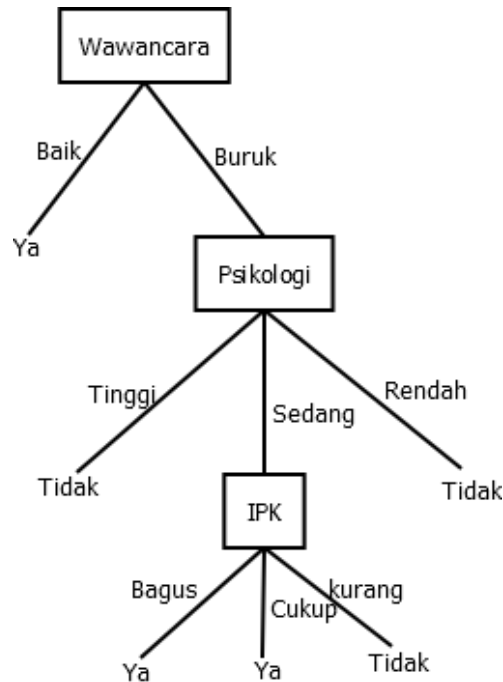 Wawancara
Baik
Buruk
Ya
Psikologi
Tinggi
Sedang
Rendah
Tidak
IPK
Tidak
Bagus
Cukup
kurang
Ya
Ya
Tidak